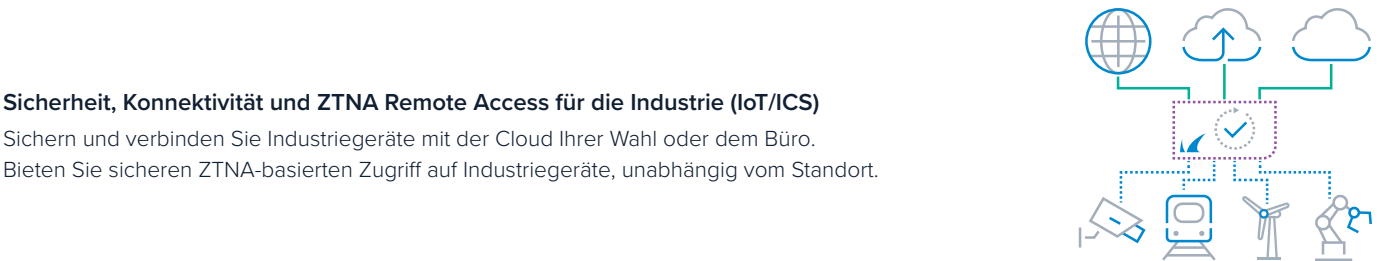 Sicherheit, Konnektivität und ZTNA Remote Access für die Industrie (IoT/ICS)
Sichern und verbinden Sie Industriegeräte mit der Cloud Ihrer Wahl oder dem Büro.
Bieten Sie sicheren ZTNA-basierten Zugriff auf Industriegeräte, unabhängig vom Standort.